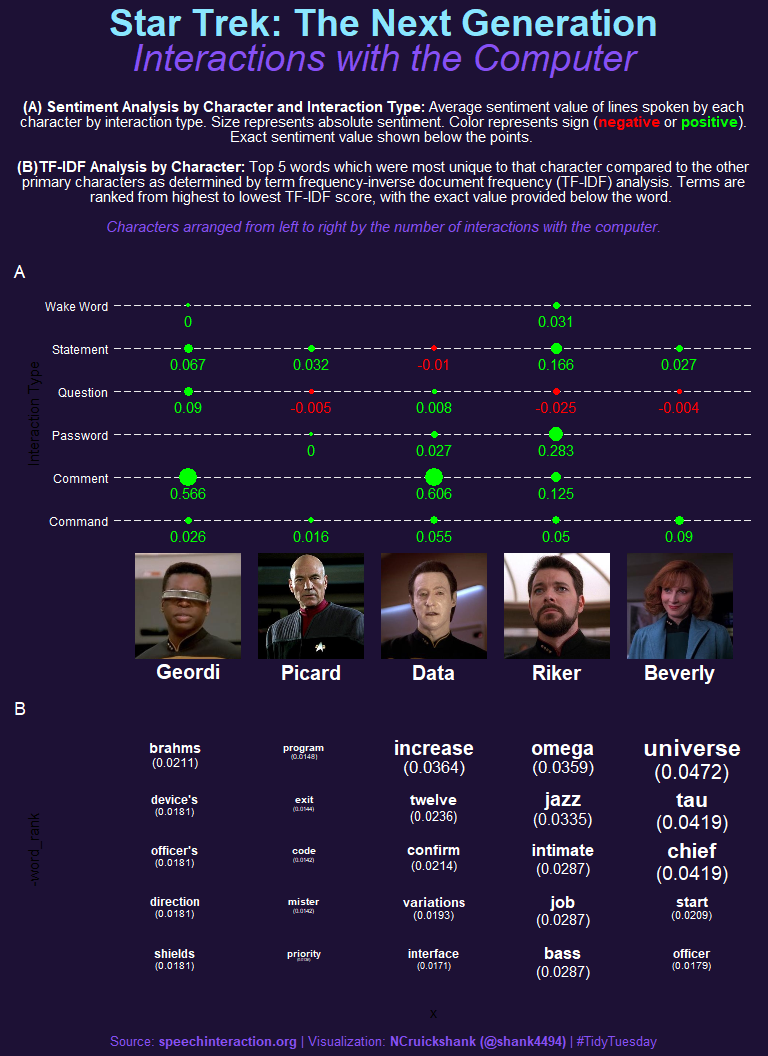 Star Trek: The Next Generation
Interactions with the Computer
(A) Sentiment Analysis by Character and Interaction Type: Average sentiment value of lines spoken by each
character by interaction type. Size represents absolute sentiment. Color represents sign (negative or positive).
Exact sentiment value shown below the points.
(B)TF-IDF Analysis by Character: Top 5 words which were most unique to that character compared to the other
primary characters as determined by term frequency-inverse document frequency (TF-IDF) analysis. Terms are
ranked from highest to lowest TF-IDF score, with the exact value provided below the word.
Characters arranged from left to right by the number of interactions with the computer.
A
Interaction Type
Wake Word
0 0.031
Statement
0.067 0.032 -0.01 0.166 0.027
Question
0.09 -0.005 0.008 -0.025 -0.004
Password
0 0.027 0.283
Comment
0.566 0.606 0.125
Command
0.026 0.016 0.055 0.05 0.09
Geordi Picard Data Riker Beverly
B
-word_rank
brahms program increase omega universe
(0.0211) (0.0148) (0.0364) (0.0359) (0.0472)
device's exit twelve jazz tau
(0.0181) (0.0144) (0.0236) (0.0335) (0.0419)
officer's code confirm intimate chief
(0.0181) (0.0142) (0.0214) (0.0287) (0.0419)
direction mister variations job start
(0.0181) (0.0142) (0.0193) (0.0287) (0.0209)
shields priority interface bass officer
(0.0181) (0.0171) (0.0287) (0.0179)
x
Source: speechinteraction.org | Visualization: NCruickshank (@shank4494) | #TidyTuesday